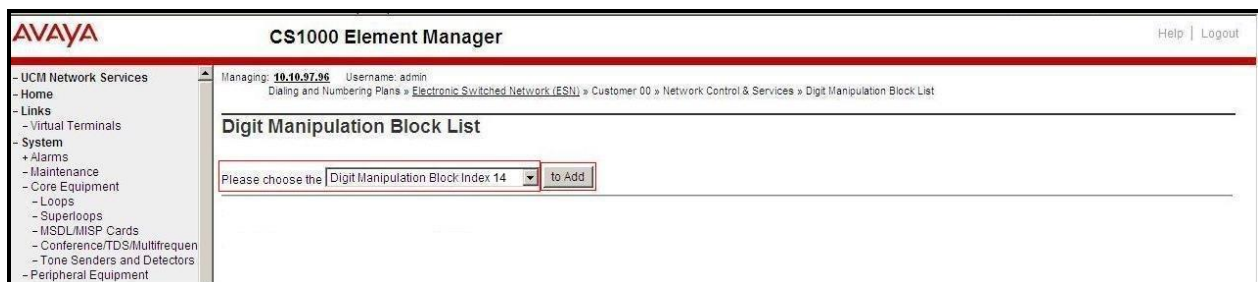 AVAYA
CS1000 Element Manager
Help | Logout
- UCM Network Services
- Home
- Links
- Virtual Terminals
- System
+ Alarms
- Maintenance
- Core Equipment
- Loops
- Superloops
- MSDL/MISP Cards
- Conference/TDS/Multifrequen
- Tone Senders and Detectors
- Peripheral Equipment
Managing: 10.10.97.96 Username: admin
Dialing and Numbering Plans » Electronic Switched Network (ESN) » Customer 00 » Network Control & Services » Digit Manipulation Block List
Digit Manipulation Block List
Please choose the Digit Manipulation Block Index 14 to Add